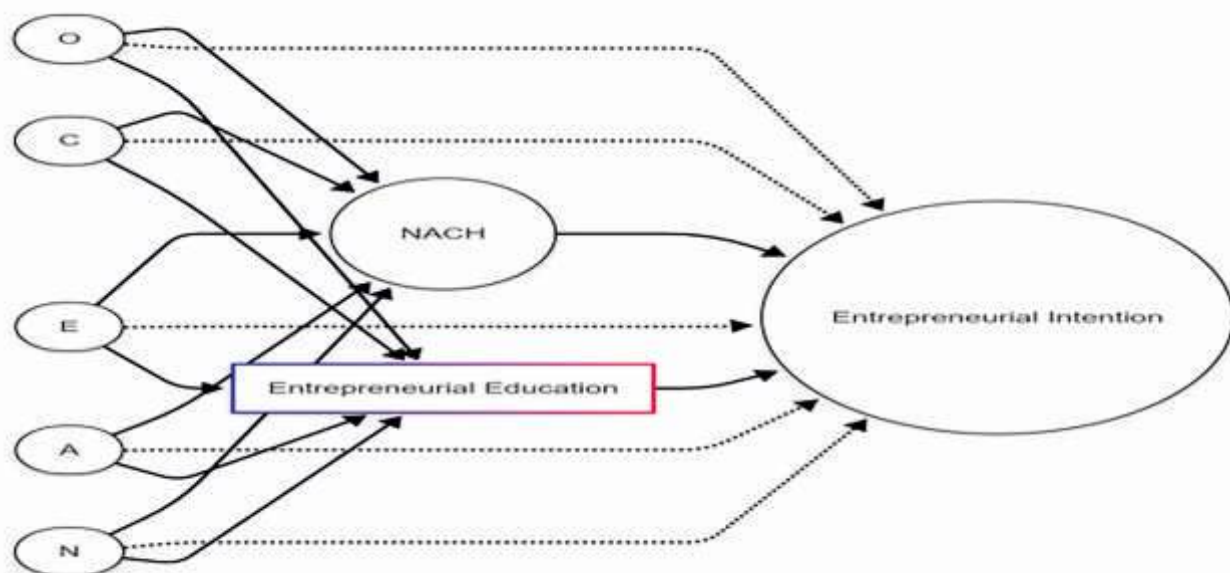 O
C
NACH
E
Entrepreneurial Intention
Entrepreneurial Education
A
N